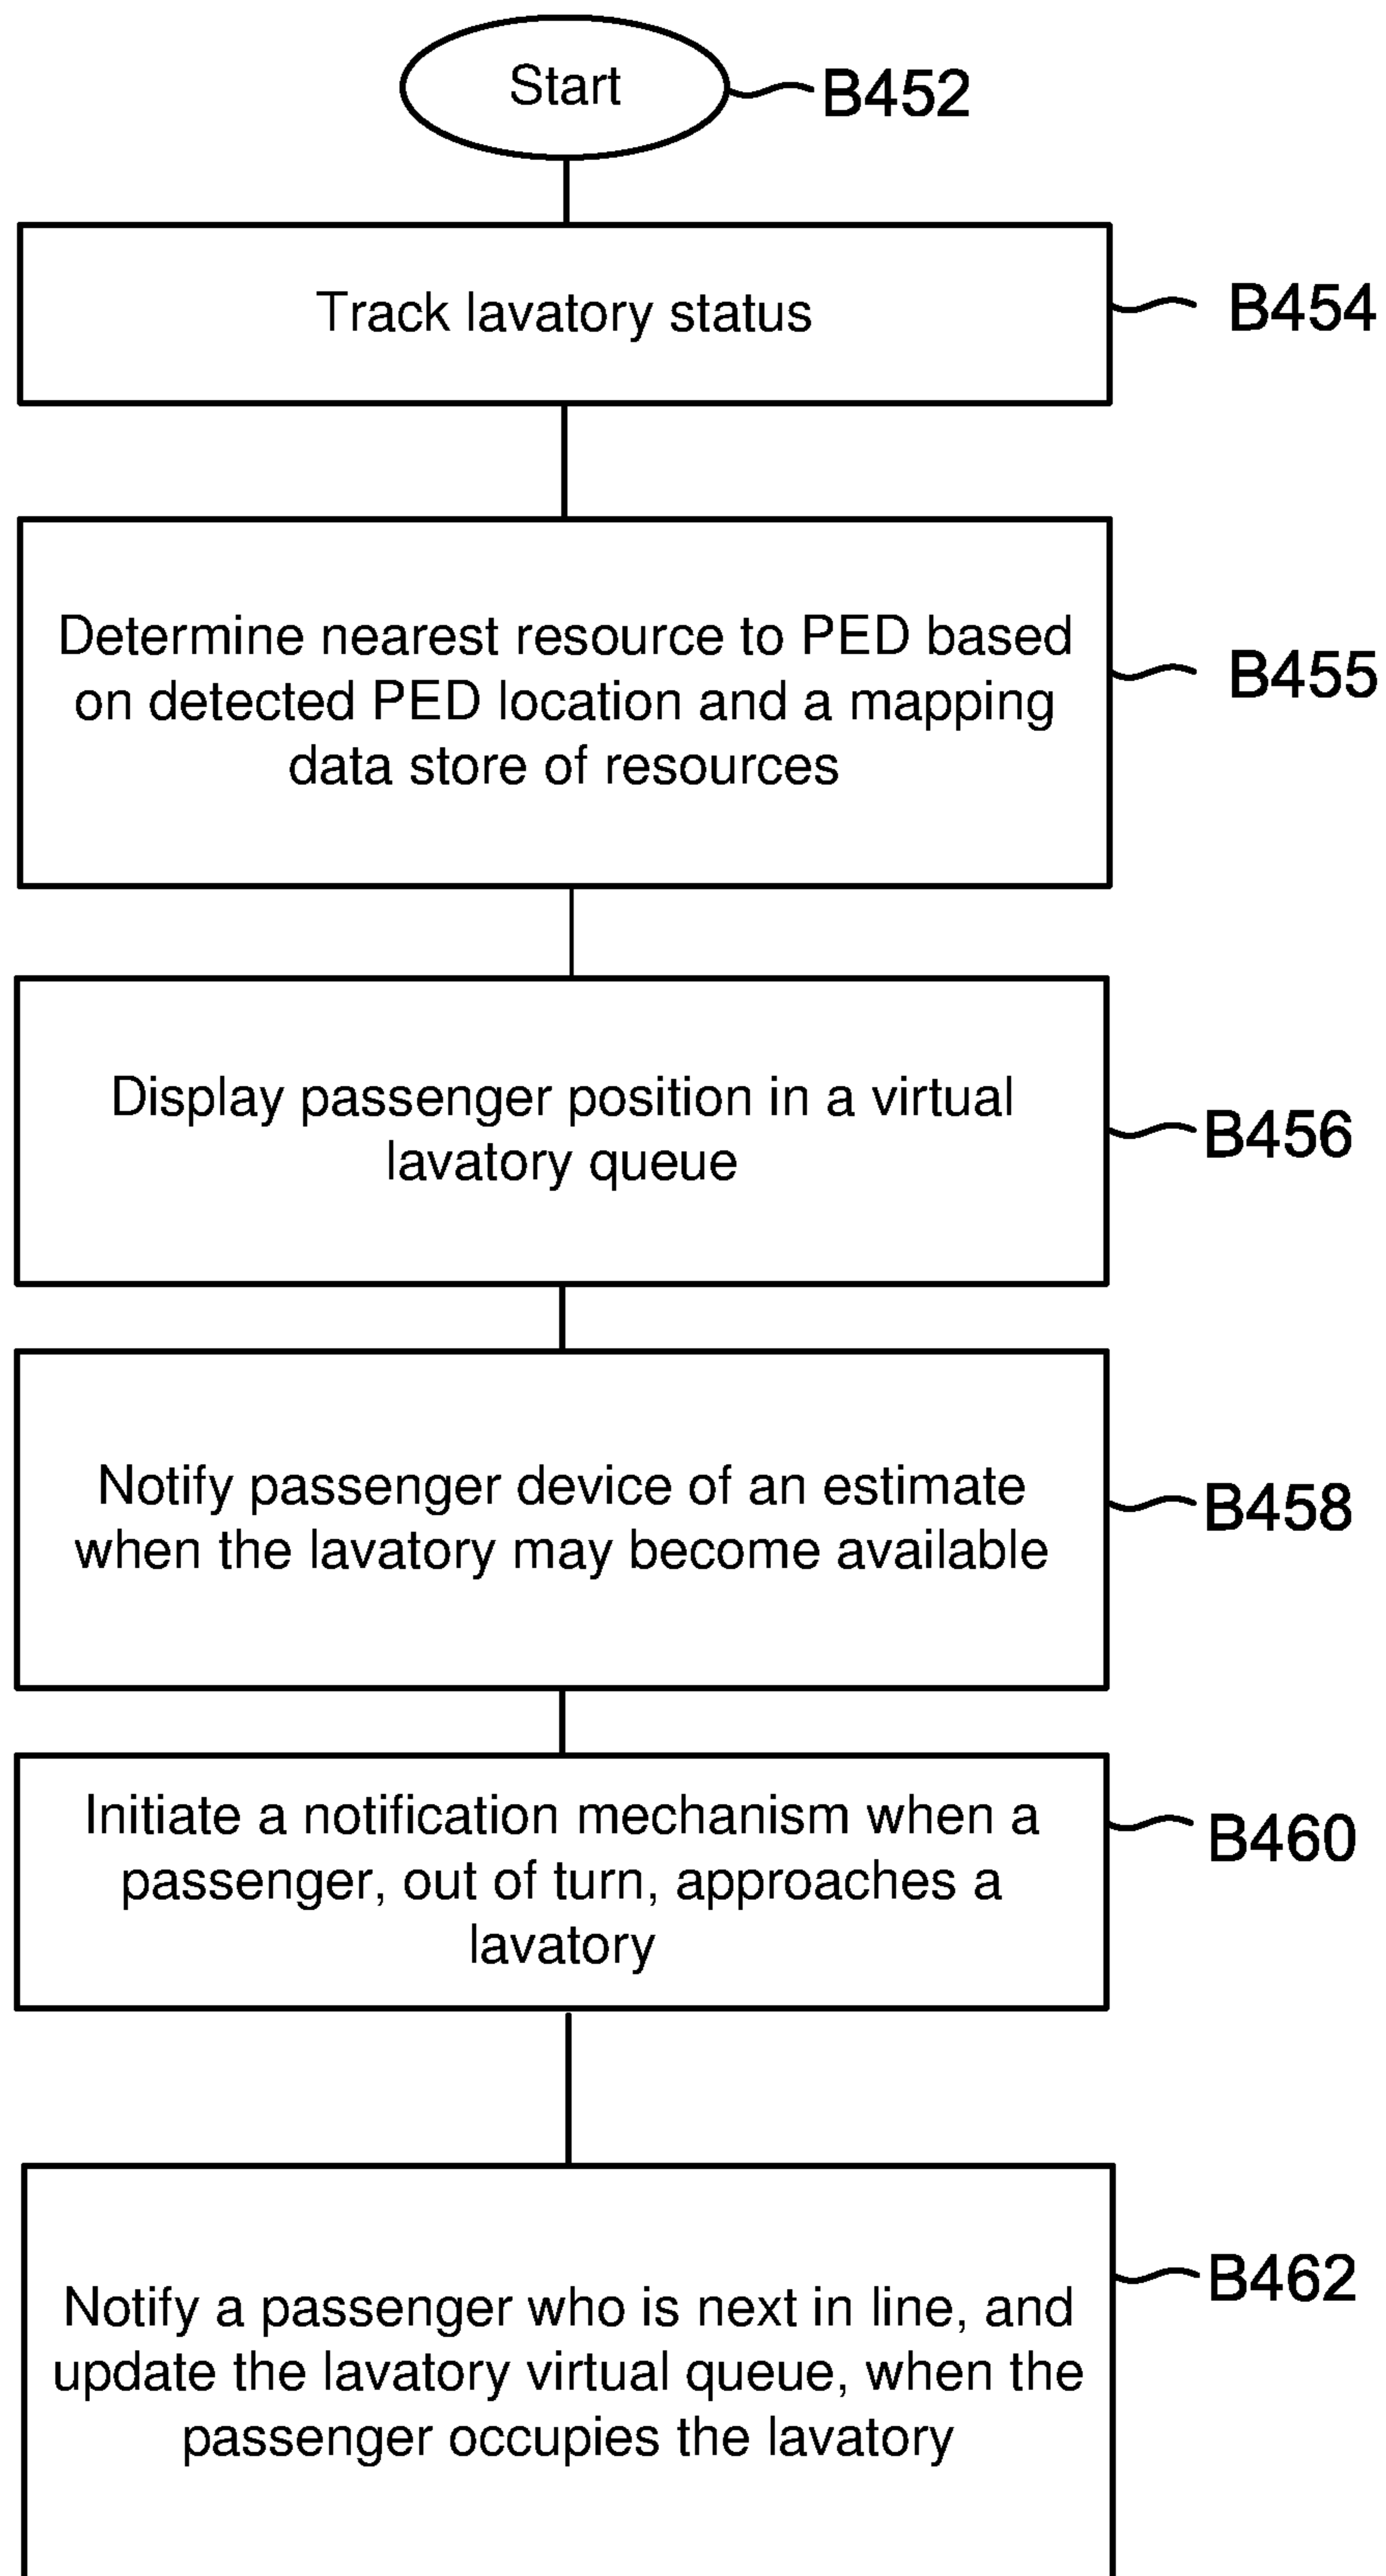 Start
B452
Track lavatory status
B454
Determine nearest resource to PED based
on detected PED location and a mapping
data store of resources
B455
Display passenger position in a virtual
lavatory queue
B456
Notify passenger device of an estimate
when the lavatory may become available
B458
Initiate a notification mechanism when a
passenger, out of turn, approaches a
lavatory
B460
Notify a passenger who is next in line, and
update the lavatory virtual queue, when the
passenger occupies the lavatory
B462